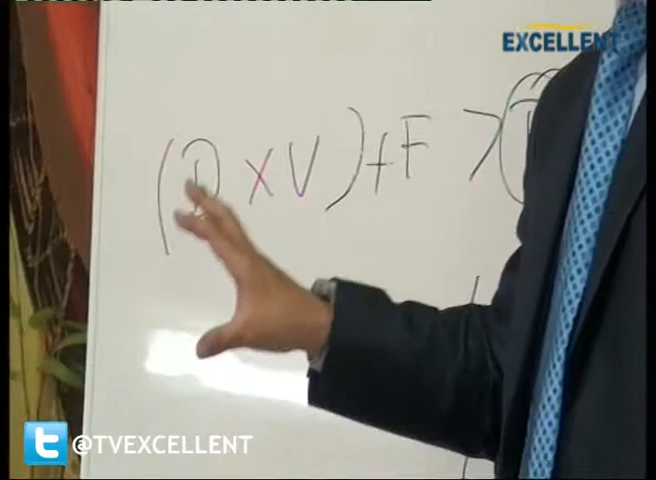 EXCELLENT
(D X V) + F > (
@TVEXCELLENT